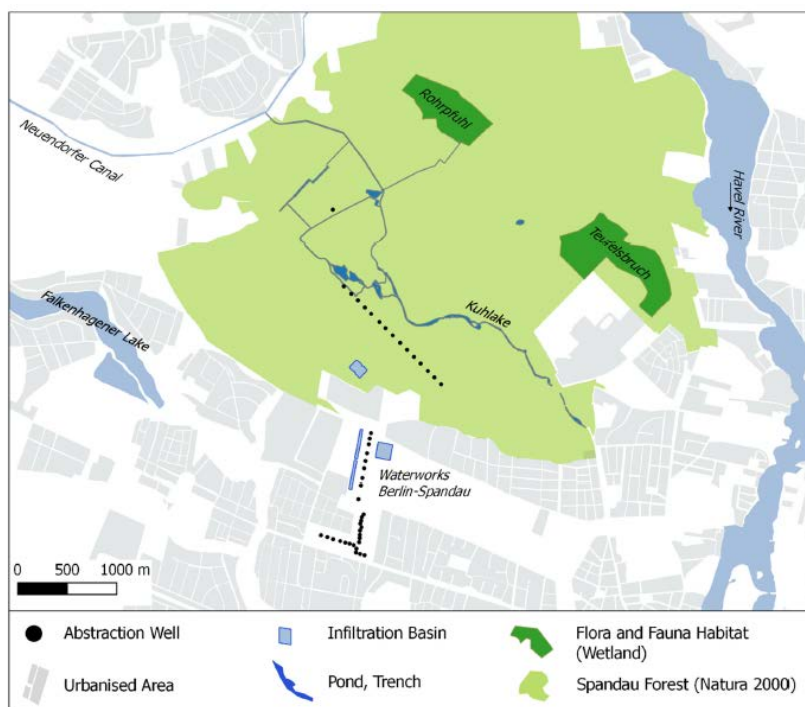 Rohrpfuhl
Neuendorfer Canal
Havel River
Teufelsbruch
Kuhlake
Falkenhagener Lake
Waterworks
Berlin-Spandau
0 500 1000 m
Abstraction Well
Infiltration Basin
Flora and Fauna Habitat
(Wetland)
Urbanised Area
Pond, Trench
Spandau Forest (Natura 2000)